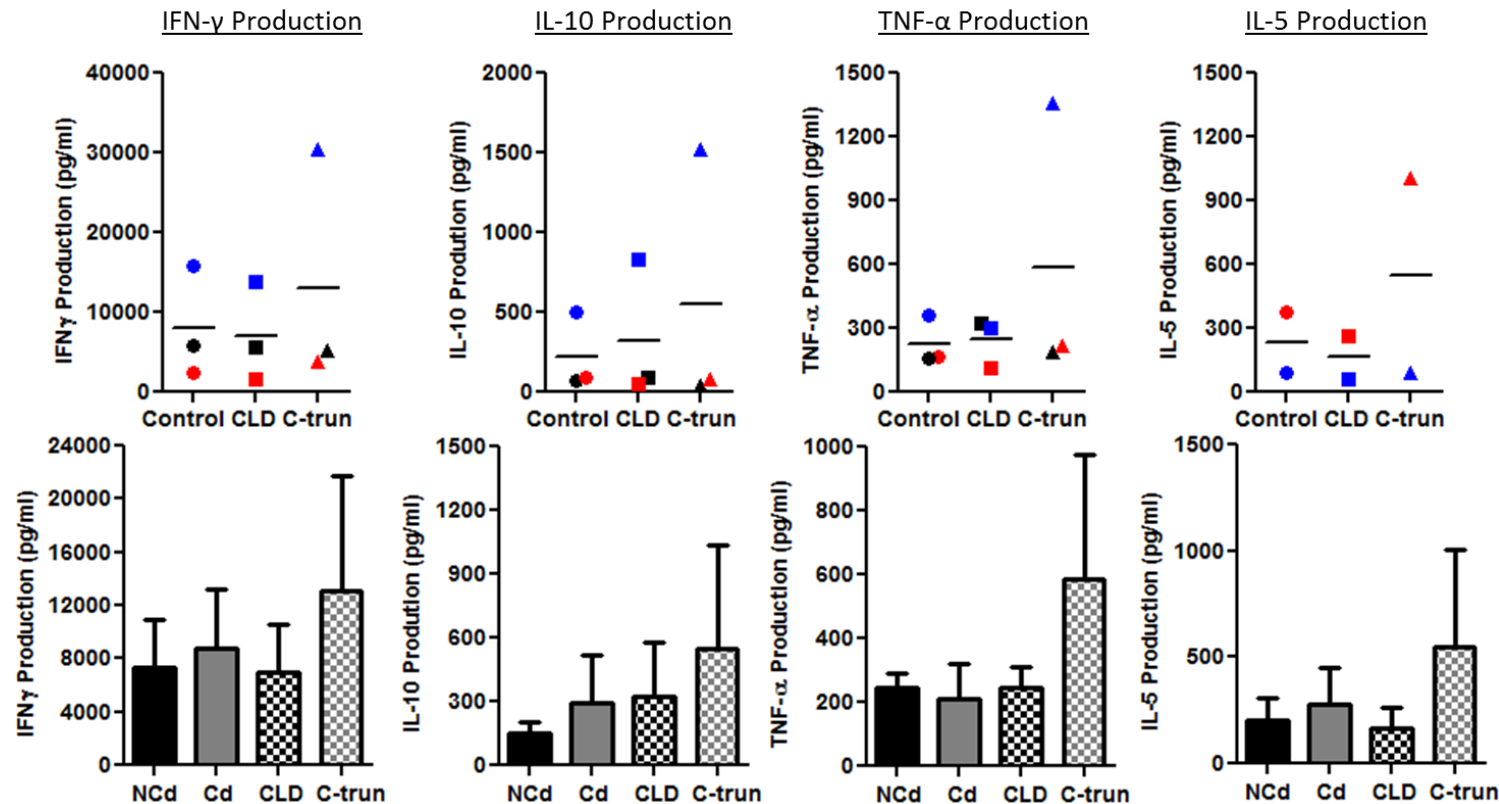 IFN-γ Production
IL-10 Production
TNF-α Production
IL-5 Production
IFNγ Production (pg/ml)
40000
30000
20000
10000
0
Control CLD C-trun
IL-10 Prodution (pg/ml)
2000
1500
1000
500
0
Control CLD C-trun
TNF-α Production (pg/ml)
1500
1200
900
600
300
0
Control CLD C-trun
IL-5 Production (pg/ml)
1500
1200
900
600
300
0
Control CLD C-trun
IFNγ Production (pg/ml)
24000
20000
16000
12000
8000
4000
0
NCd Cd CLD C-trun
IL-10 Prodution (pg/ml)
1500
1200
900
600
300
0
NCd Cd CLD C-trun
TNF-α Production (pg/ml)
1000
800
600
400
200
0
NCd Cd CLD C-trun
IL-5 Production (pg/ml)
1500
1000
500
0
NCd Cd CLD C-trun